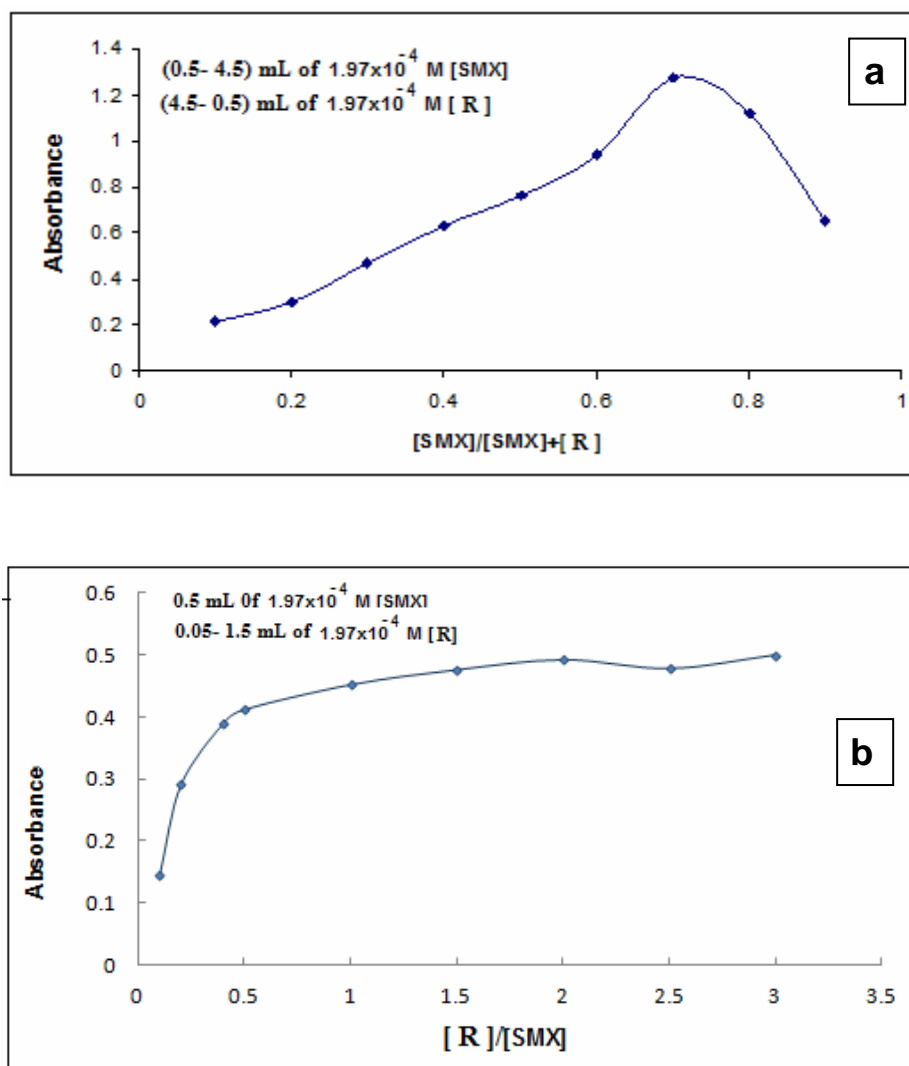 a
(0.5- 4.5) mL of 1.97x10⁻⁴ M [SMX]
(4.5- 0.5) mL of 1.97x10⁻⁴ M [ R ]
1.4
1.2
1
0.8
0.6
0.4
0.2
0
Absorbance
0 0.2 0.4 0.6 0.8 1
[SMX]/[SMX]+[ R ]
b
0.5 mL 0f 1.97x10⁻⁴ M [SMX]
0.05- 1.5 mL of 1.97x10⁻⁴ M [R]
0.6
0.5
0.4
0.3
0.2
0.1
0
Absorbance
0 0.5 1 1.5 2 2.5 3 3.5
[ R ]/[SMX]